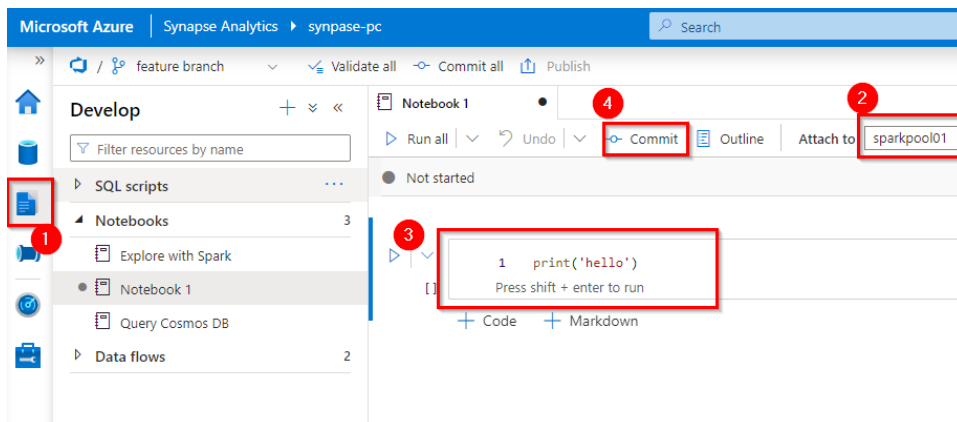 Microsoft Azure | Synapse Analytics synpase-pc Search
/ feature branch Validate all Commit all Publish
Develop
Filter resources by name
SQL scripts ...
Notebooks 3
Explore with Spark
Notebook 1
Query Cosmos DB
Data flows 2
1
Notebook 1
4
2
Run all Undo Commit Outline Attach to sparkpool01
Not started
3
1 print('hello')
[ ] Press shift + enter to run
+ Code + Markdown